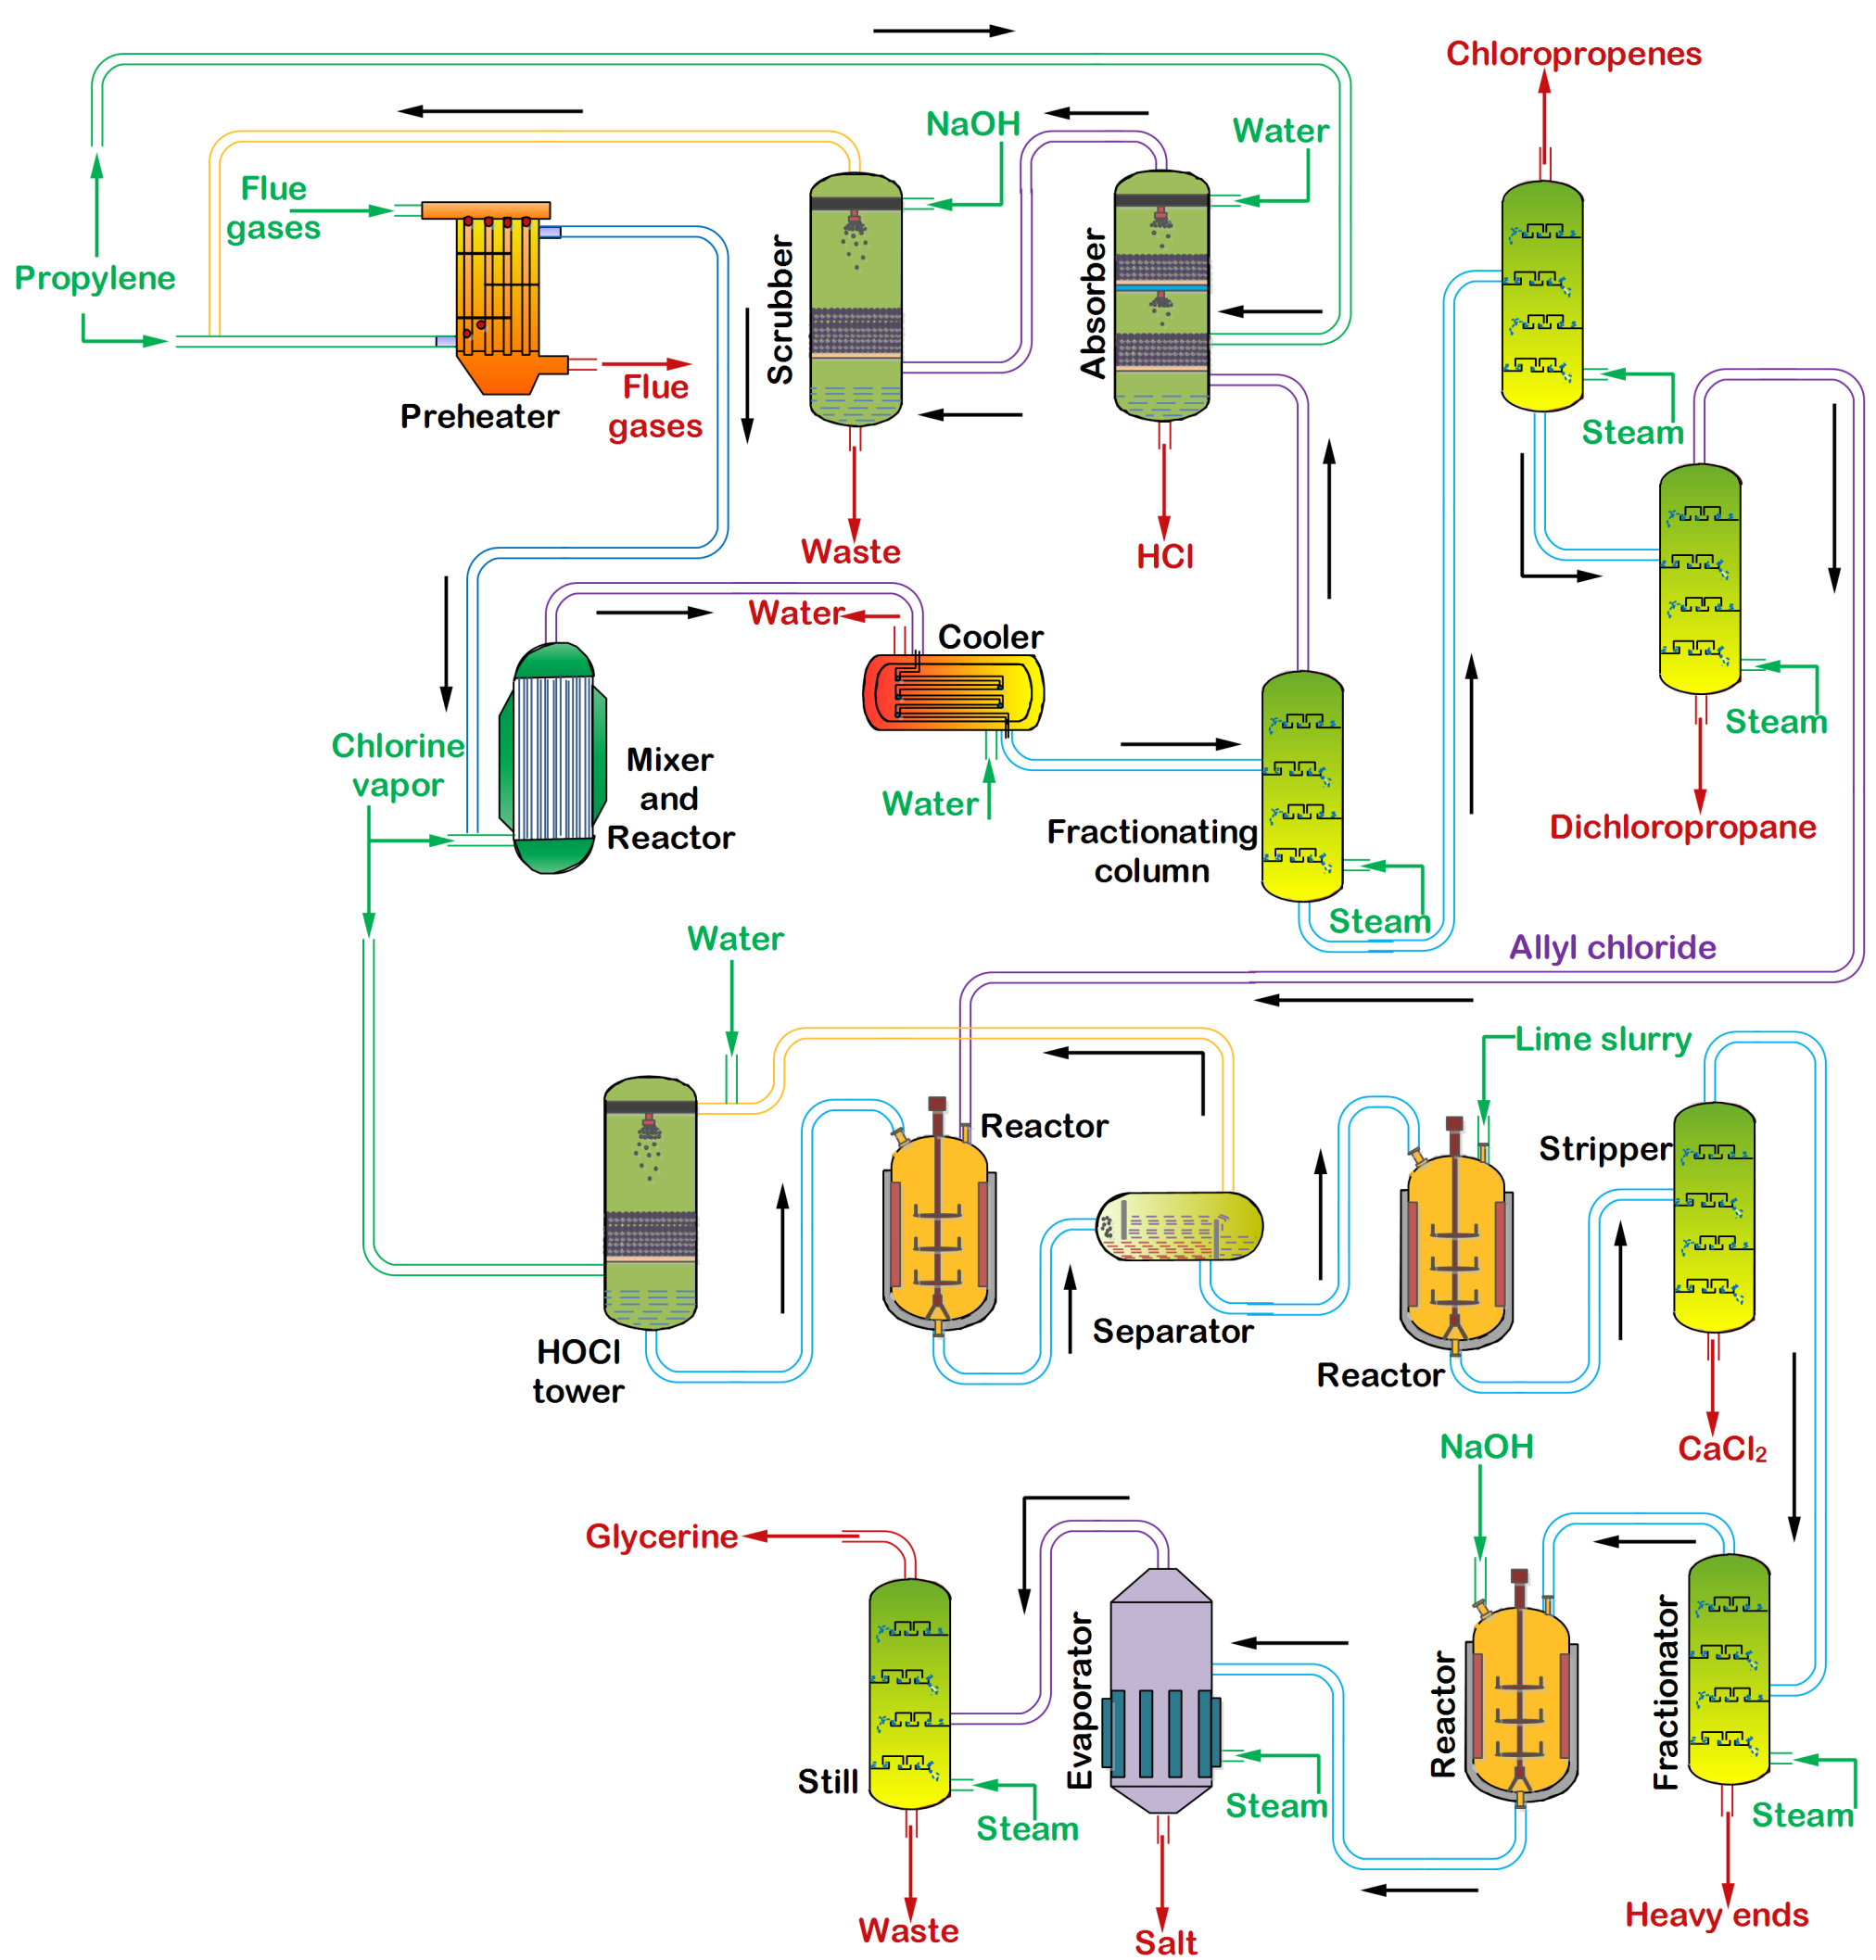 Chloropropenes
NaOH
Water
Flue
gases
Propylene
Scrubber
Absorber
Flue
gases
Preheater
Steam
Waste
HCl
Water
Cooler
Steam
Chlorine
vapor
Mixer
and
Reactor
Water
Fractionating
column
Dichloropropane
Steam
Water
Allyl chloride
Lime slurry
Reactor
Stripper
Separator
HOCl
tower
Reactor
NaOH
CaCl₂
Glycerine
Evaporator
Reactor
Fractionator
Still
Steam
Steam
Steam
Waste
Salt
Heavy ends